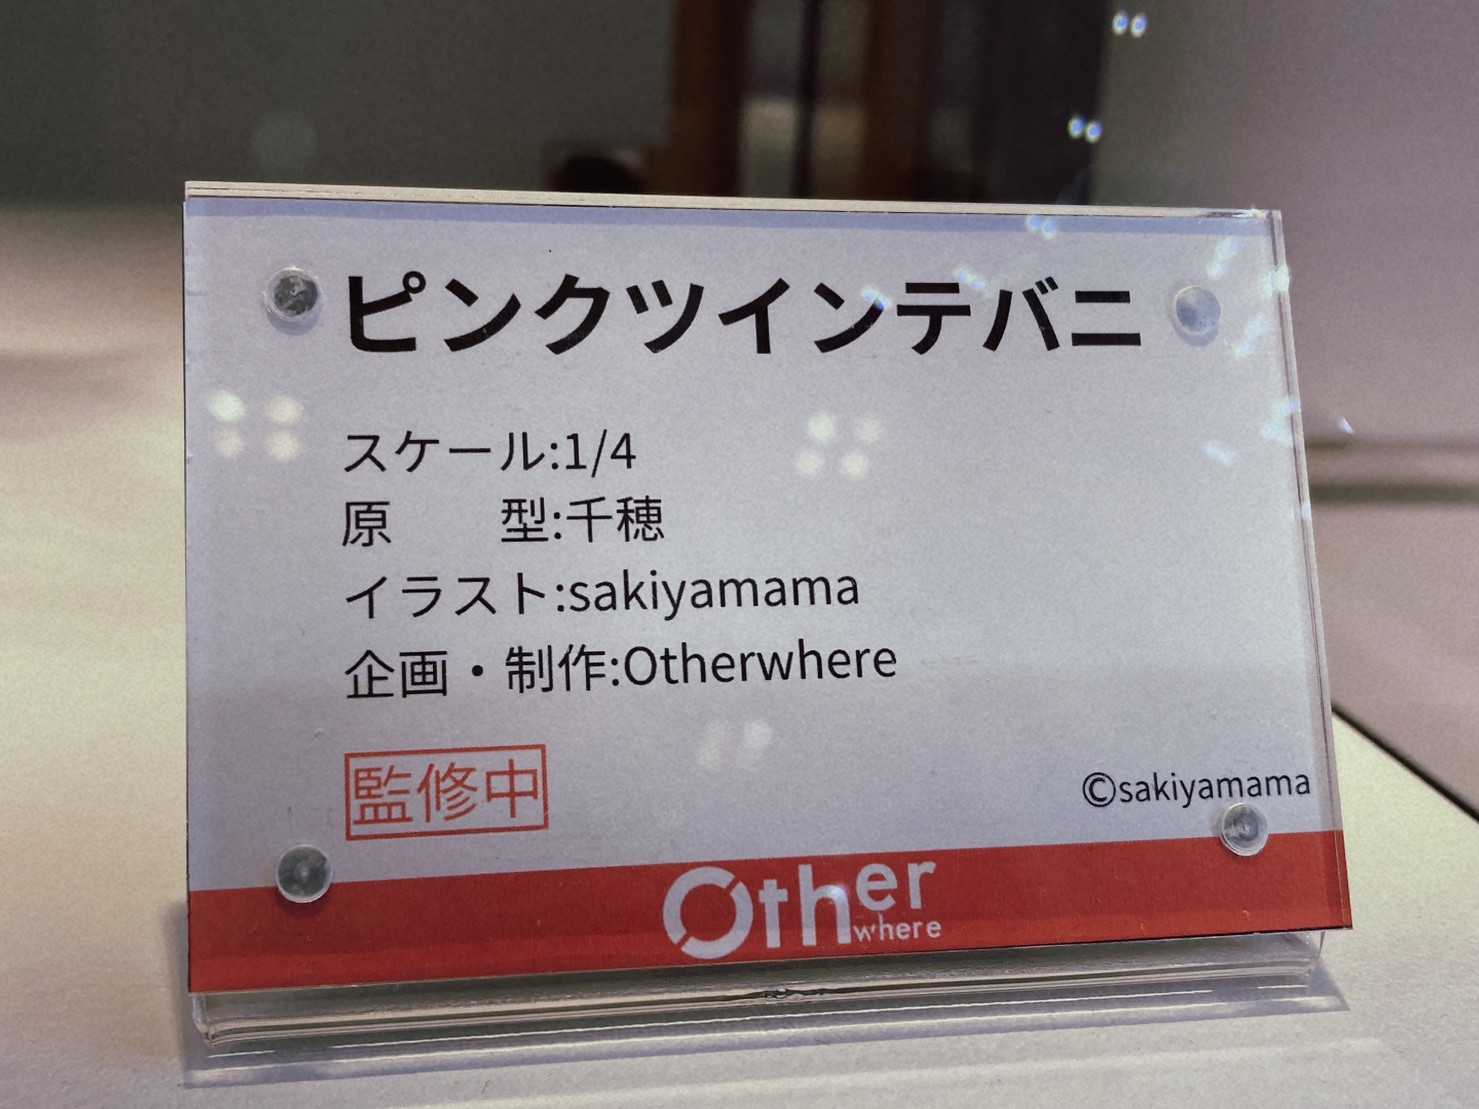 ピンクツインテバニ
スケール:1/4
原　　型:千穂
イラスト:sakiyamama
企画・制作:Otherwhere
監修中
©sakiyamama
Other
where